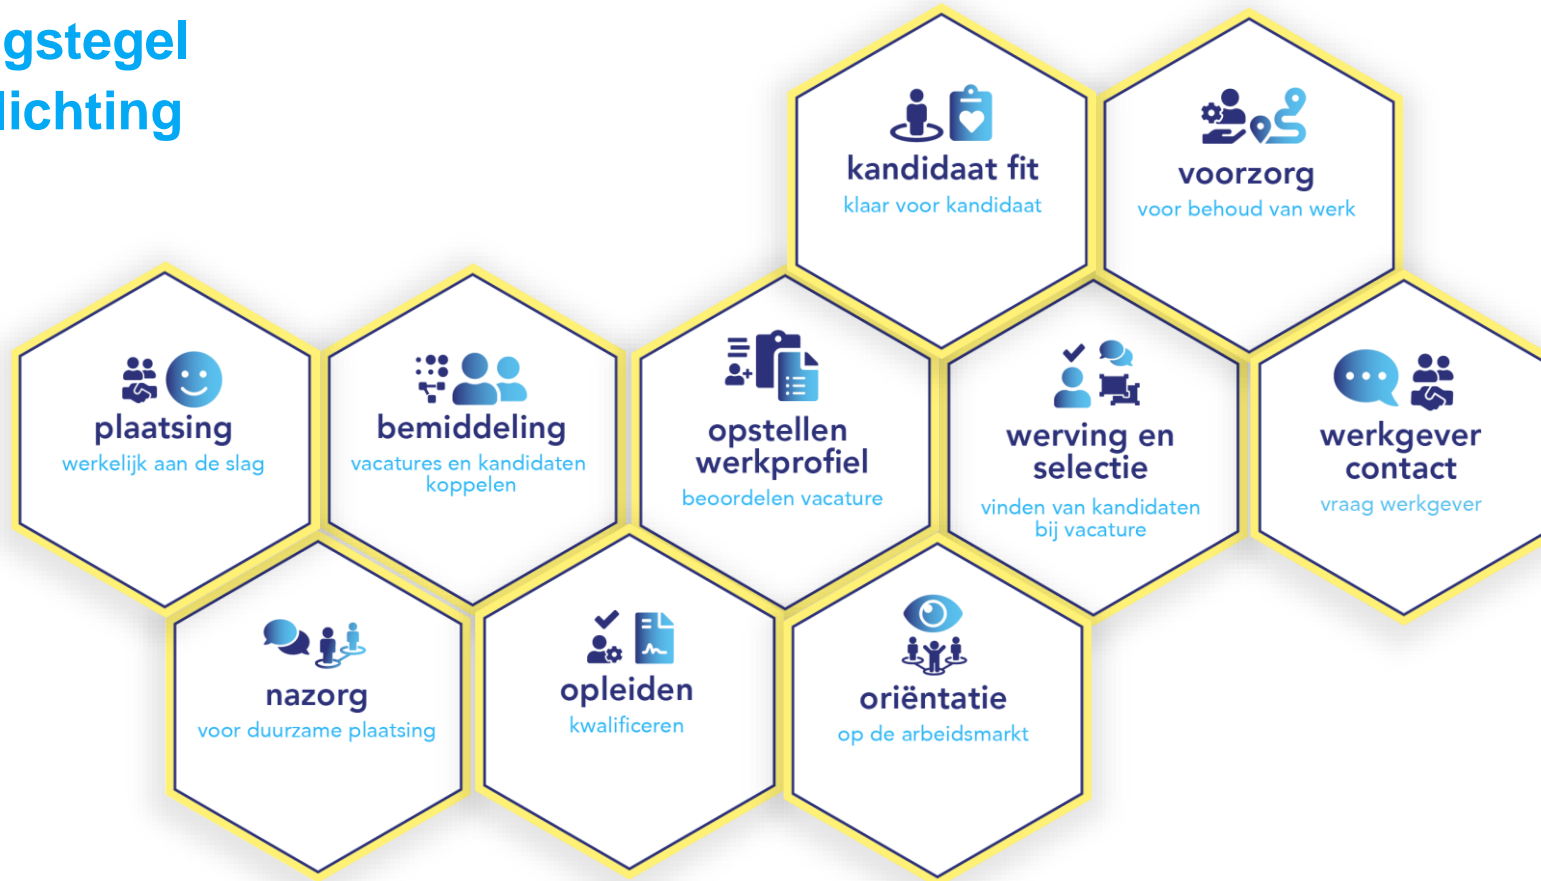 gstegel
lichting
kandidaat fit
klaar voor kandidaat
voorzorg
voor behoud van werk
plaatsing
werkelijk aan de slag
bemiddeling
vacatures en kandidaten
koppelen
opstellen
werkprofiel
beoordelen vacature
werving en
selectie
vinden van kandidaten
bij vacature
werkgever
contact
vraag werkgever
nazorg
voor duurzame plaatsing
opleiden
kwalificeren
oriëntatie
op de arbeidsmarkt